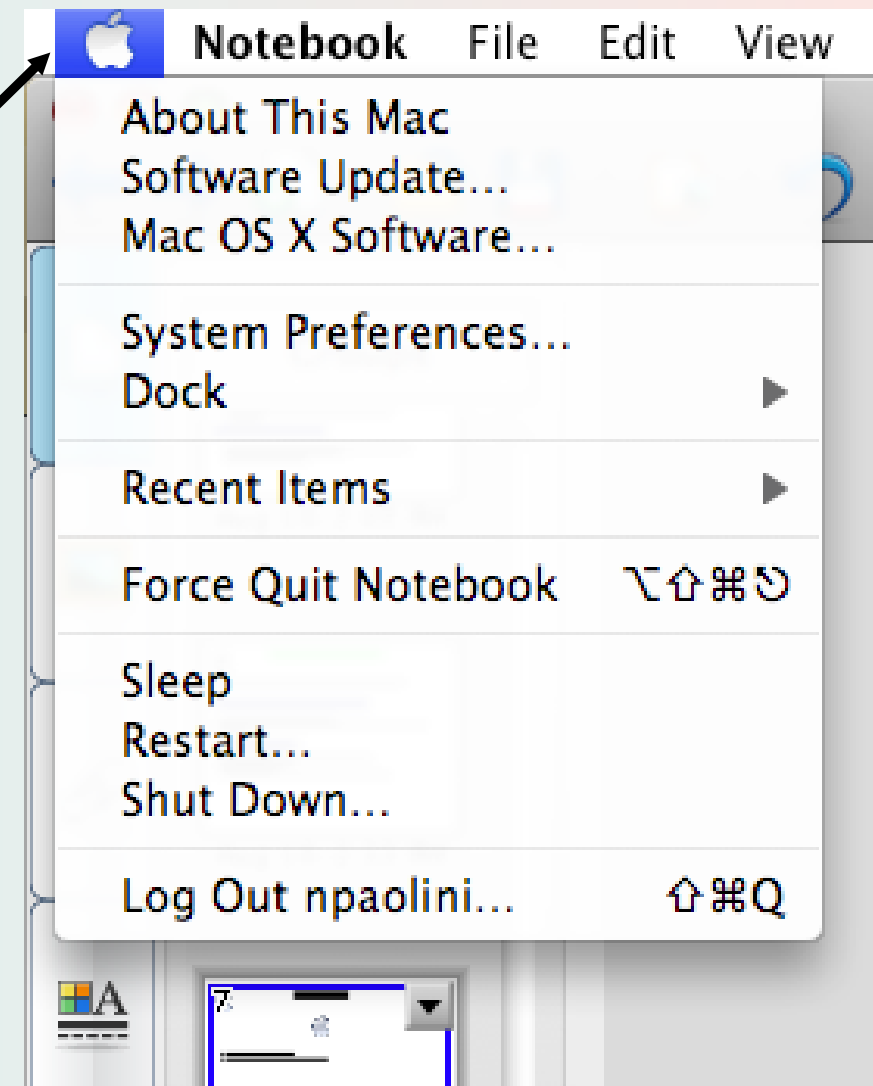 Notebook File Edit View
About This Mac
Software Update...
Mac OS X Software...
System Preferences...
Dock ▶
Recent Items ▶
Force Quit Notebook ⌥⇧⌘⎋
Sleep
Restart...
Shut Down...
Log Out npaolini... ⇧⌘Q
A
7